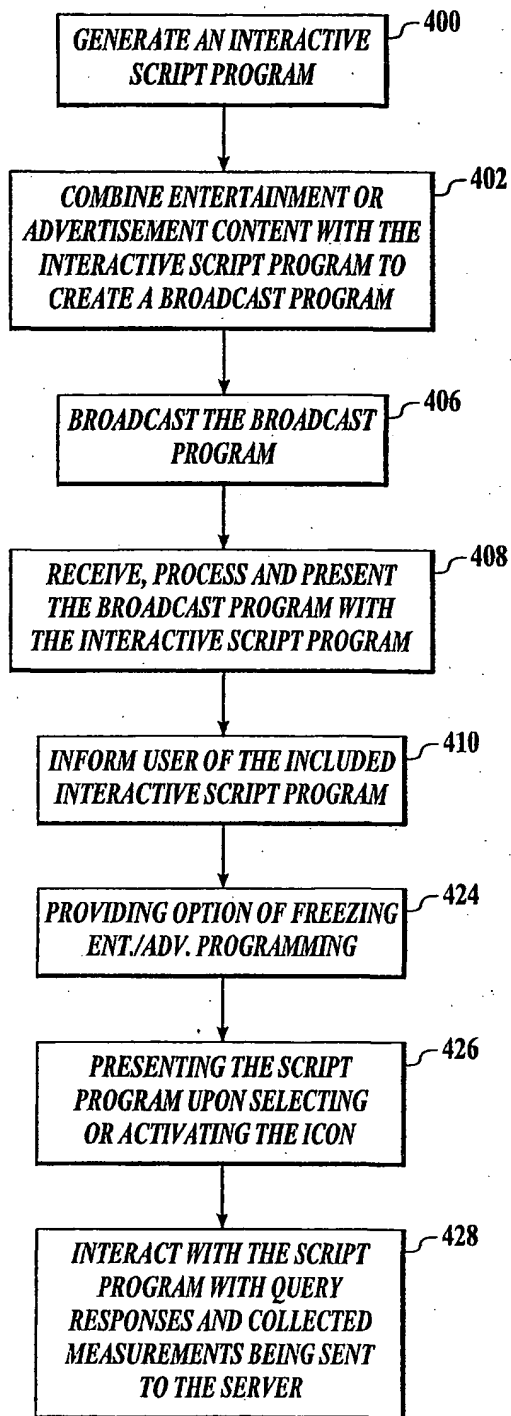 GENERATE AN INTERACTIVE
SCRIPT PROGRAM
400
COMBINE ENTERTAINMENT OR
ADVERTISEMENT CONTENT WITH THE
INTERACTIVE SCRIPT PROGRAM TO
CREATE A BROADCAST PROGRAM
402
BROADCAST THE BROADCAST
PROGRAM
406
RECEIVE, PROCESS AND PRESENT
THE BROADCAST PROGRAM WITH
THE INTERACTIVE SCRIPT PROGRAM
408
INFORM USER OF THE INCLUDED
INTERACTIVE SCRIPT PROGRAM
410
PROVIDING OPTION OF FREEZING
ENT./ADV. PROGRAMMING
424
PRESENTING THE SCRIPT
PROGRAM UPON SELECTING
OR ACTIVATING THE ICON
426
INTERACT WITH THE SCRIPT
PROGRAM WITH QUERY
RESPONSES AND COLLECTED
MEASUREMENTS BEING SENT
TO THE SERVER
428